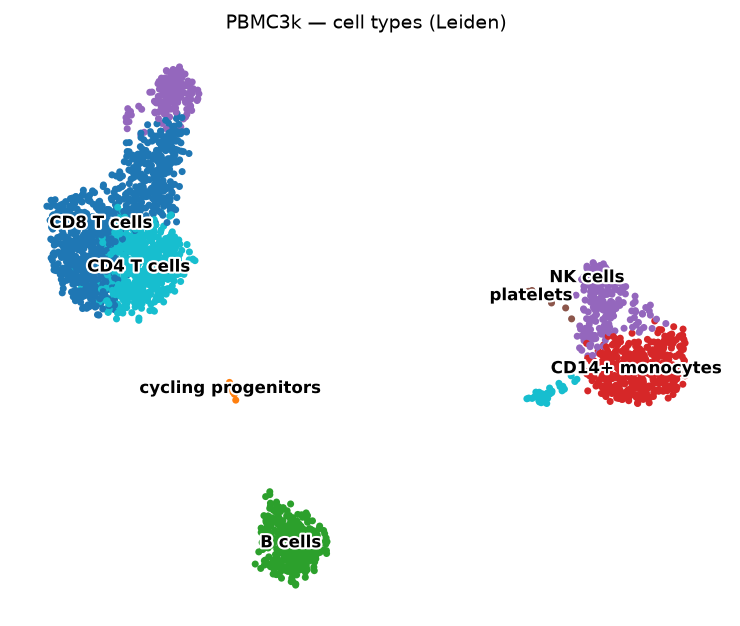 PBMC3k — cell types (Leiden)
CD8 T cells
CD4 T cells
NK cells
platelets
CD14+ monocytes
cycling progenitors
B cells